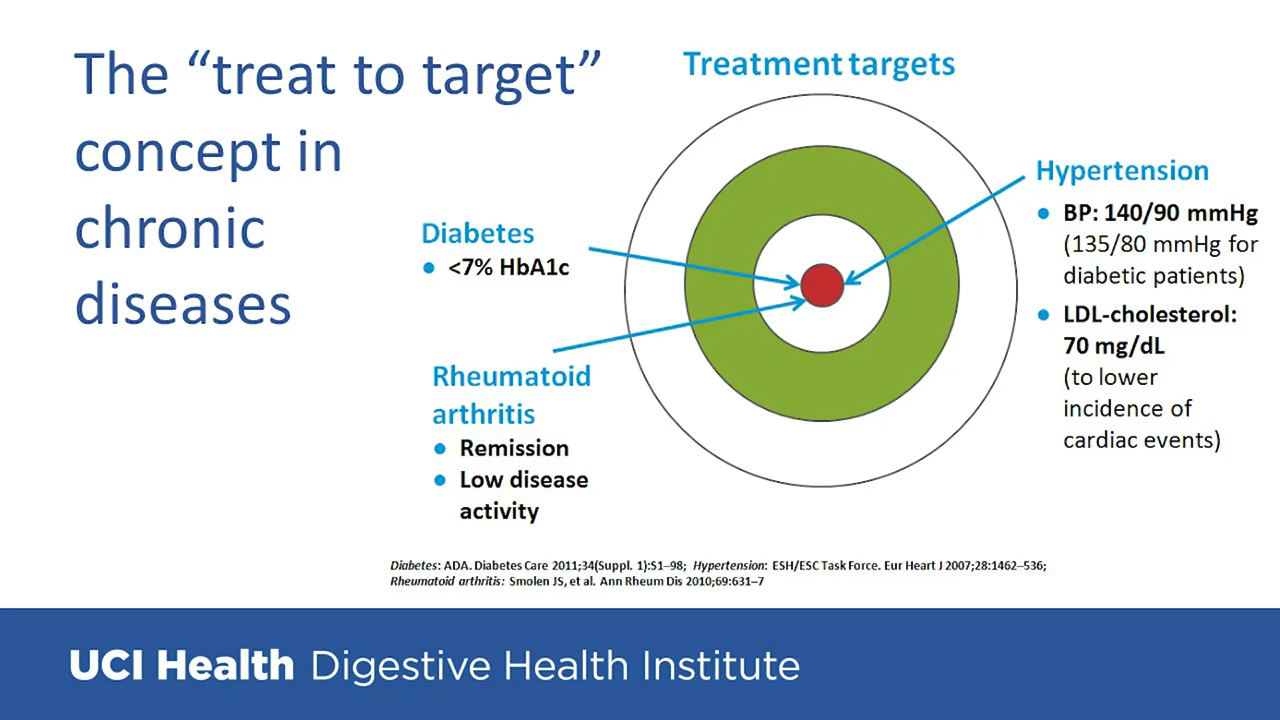 The “treat to target”
concept in
chronic
diseases
Treatment targets
Diabetes
● <7% HbA1c
Rheumatoid
arthritis
● Remission
● Low disease
activity
Hypertension
● BP: 140/90 mmHg
(135/80 mmHg for
diabetic patients)
● LDL-cholesterol:
70 mg/dL
(to lower
incidence of
cardiac events)
Diabetes: ADA. Diabetes Care 2011;34(Suppl. 1):S1–98; Hypertension: ESH/ESC Task Force. Eur Heart J 2007;28:1462–536;
Rheumatoid arthritis: Smolen JS, et al. Ann Rheum Dis 2010;69:631–7
UCI Health Digestive Health Institute